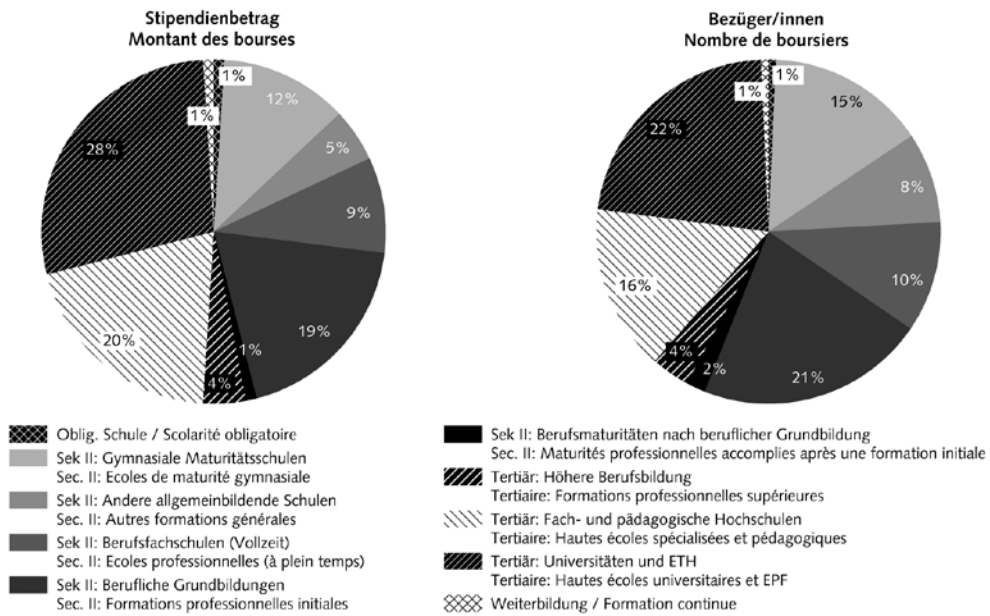 Stipendienbetrag
Montant des bourses
1%
12%
5%
9%
19%
1%
4%
20%
28%
1%
Bezüger/innen
Nombre de boursiers
1%
15%
8%
10%
21%
2%
4%
16%
22%
1%
Oblig. Schule / Scolarité obligatoire
Sek II: Gymnasiale Maturitätsschulen
Sec. II: Ecoles de maturité gymnasiale
Sek II: Andere allgemeinbildende Schulen
Sec. II: Autres formations générales
Sek II: Berufsfachschulen (Vollzeit)
Sec. II: Ecoles professionnelles (à plein temps)
Sek II: Berufliche Grundbildungen
Sec. II: Formations professionnelles initiales
Sek II: Berufsmaturitäten nach beruflicher Grundbildung
Sec. II: Maturités professionnelles accomplies après une formation initiale
Tertiär: Höhere Berufsbildung
Tertiaire: Formations professionnelles supérieures
Tertiär: Fach- und pädagogische Hochschulen
Tertiaire: Hautes écoles spécialisées et pédagogiques
Tertiär: Universitäten und ETH
Tertiaire: Hautes écoles universitaires et EPF
Weiterbildung / Formation continue